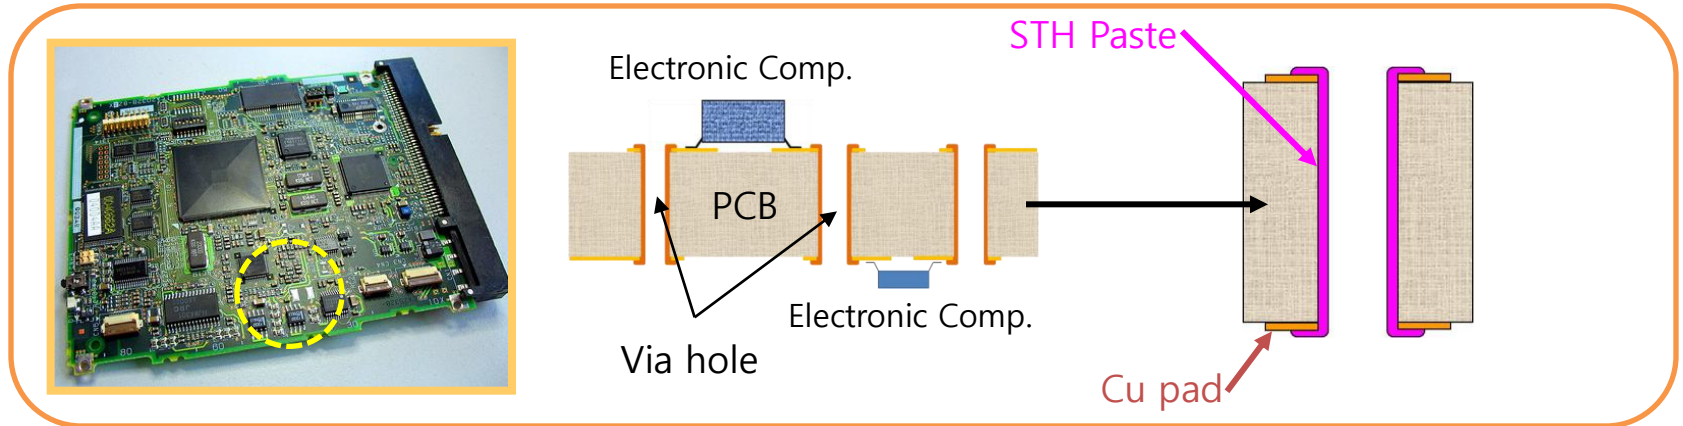 STH Paste
Electronic Comp.
PCB
Electronic Comp.
Via hole
Cu pad